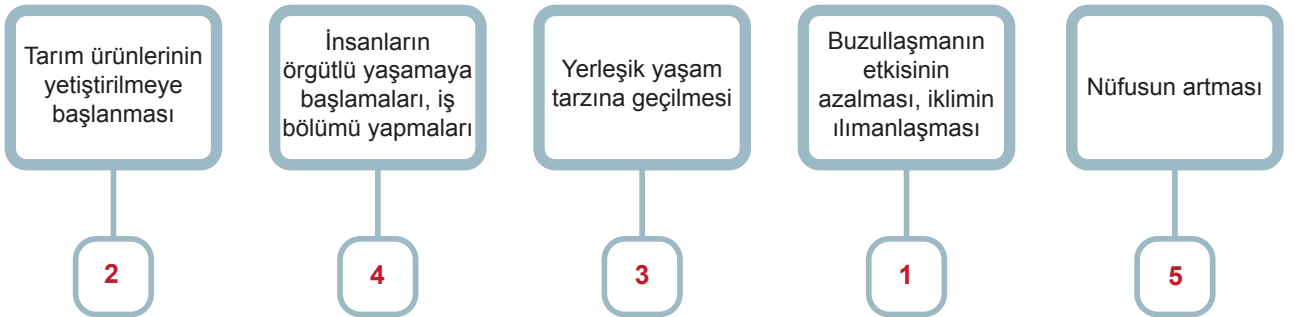 Tarım ürünlerinin
yetiştirilmeye
başlanması
İnsanların
örgütlü yaşamaya
başlamaları, iş
bölümü yapmaları
Yerleşik yaşam
tarzına geçilmesi
Buzullaşmanın
etkisinin
azalması, iklimin
ılımanlaşması
Nüfusun artması
2
4
3
1
5